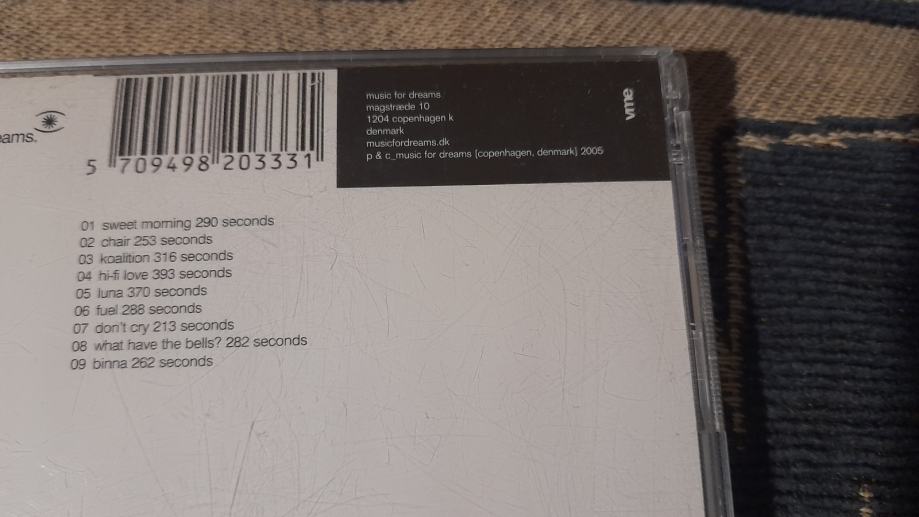 music for dreams
magstræde 10
1204 copenhagen k
denmark
musicfordreams.dk
p & c_music for dreams [copenhagen, denmark] 2005
vme
eams.
5 709498 203331
01 sweet morning 290 seconds
02 chair 253 seconds
03 koalition 316 seconds
04 hi-fi love 393 seconds
05 luna 370 seconds
06 fuel 288 seconds
07 don't cry 213 seconds
08 what have the bells? 282 seconds
09 binna 262 seconds